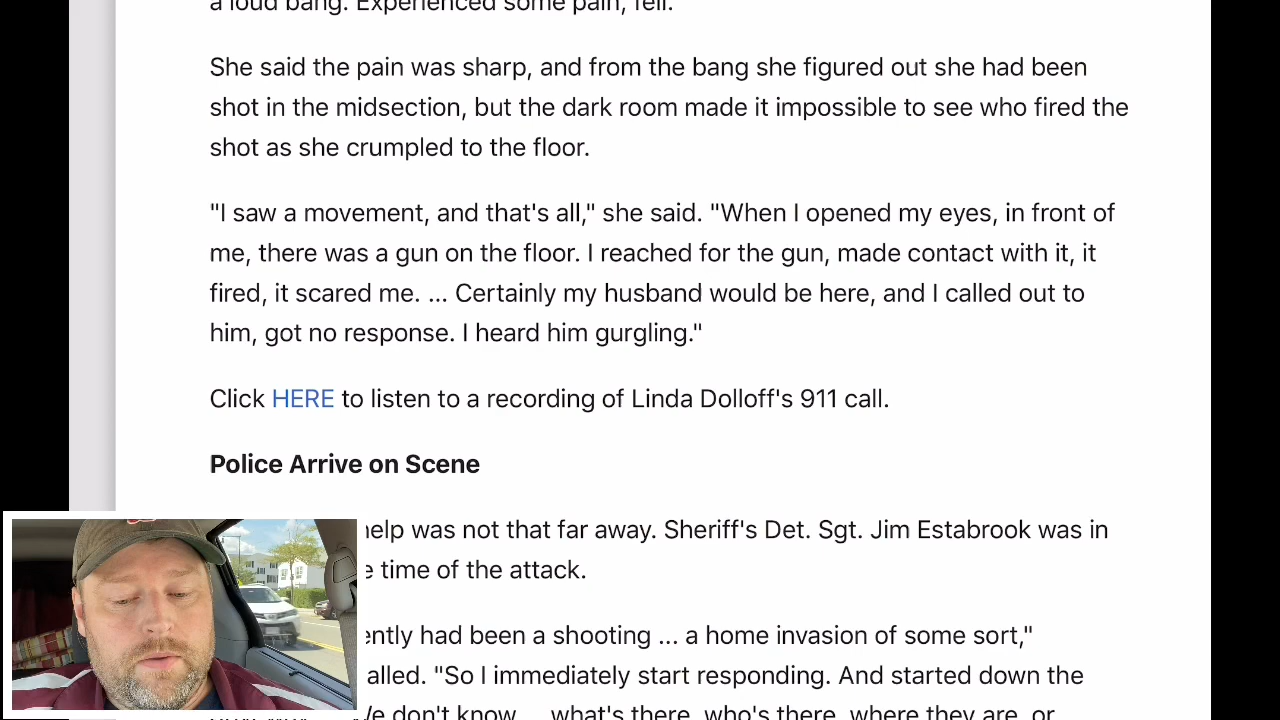 a loud bang. Experienced some pain, fell.
She said the pain was sharp, and from the bang she figured out she had been
shot in the midsection, but the dark room made it impossible to see who fired the
shot as she crumpled to the floor.
"I saw a movement, and that's all," she said. "When I opened my eyes, in front of
me, there was a gun on the floor. I reached for the gun, made contact with it, it
fired, it scared me. ... Certainly my husband would be here, and I called out to
him, got no response. I heard him gurgling."
Click HERE to listen to a recording of Linda Dolloff's 911 call.
Police Arrive on Scene
help was not that far away. Sheriff's Det. Sgt. Jim Estabrook was in
e time of the attack.
ently had been a shooting ... a home invasion of some sort,"
alled. "So I immediately start responding. And started down the
We don't know ... what's there, who's there, where they are, or